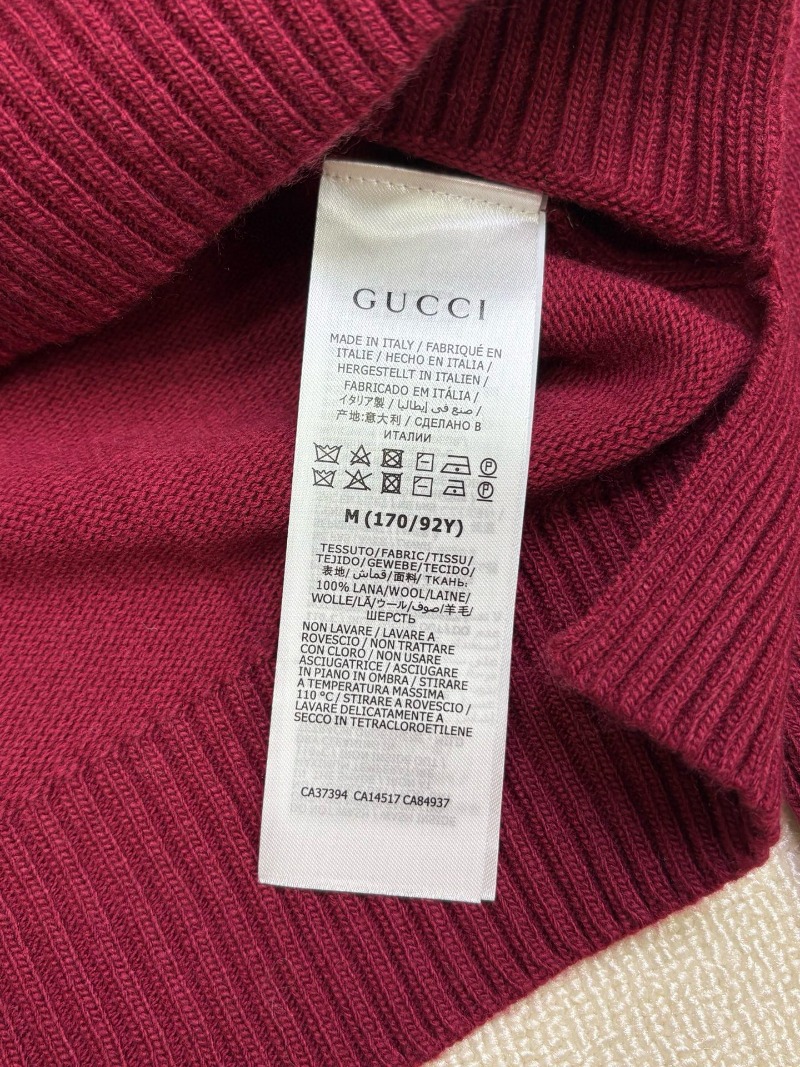 GUCCI
MADE IN ITALY / FABRIQUÉ EN
ITALIE / HECHO EN ITALIA /
HERGESTELLT IN ITALIEN /
FABRICADO EM ITÁLIA /
イタリア製 / صنع في إيطاليا /
产地:意大利 / СДЕЛАНО В
ИТАЛИИ
M (170/92Y)
TESSUTO/FABRIC/TISSU/
TEJIDO/GEWEBE/TECIDO/
表地/ قماش/ 面料/ ТКАНЬ:
100% LANA/WOOL/LAINE/
WOLLE/LÃ/ウール/صوف/羊毛/
ШЕРСТЬ
NON LAVARE / LAVARE A
ROVESCIO / NON TRATTARE
CON CLORO / NON USARE
ASCIUGATRICE / ASCIUGARE
IN PIANO IN OMBRA / STIRARE
A TEMPERATURA MASSIMA
110 °C / STIRARE A ROVESCIO /
LAVARE DELICATAMENTE A
SECCO IN TETRACLOROETILENE
CA37394 CA14517 CA84937